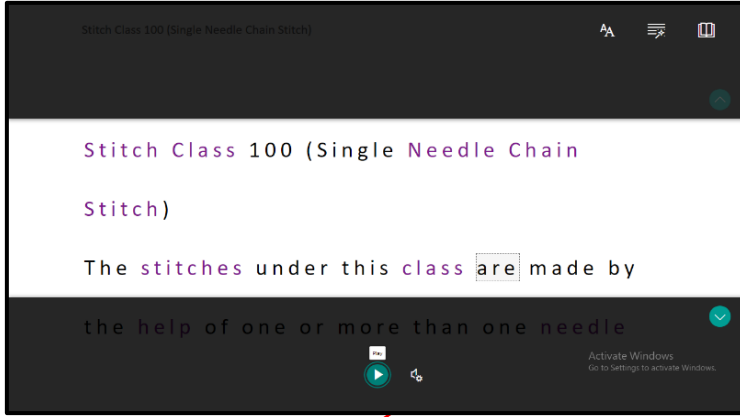 Stitch Class 100 (Single Needle Chain Stitch)
AA
Stitch Class 100 (Single Needle Chain
Stitch)
The stitches under this class are made by
the help of one or more than one needle
Play
Activate Windows
Go to Settings to activate Windows.